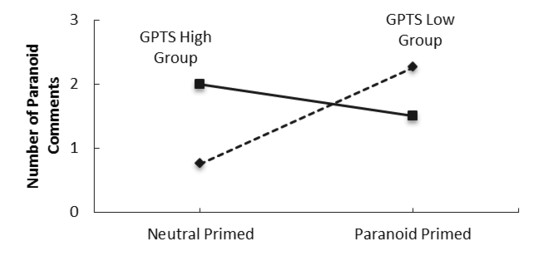 3
GPTS Low
Group
GPTS High
Group
2
Number of Paranoid
Comments
1
0
Neutral Primed
Paranoid Primed